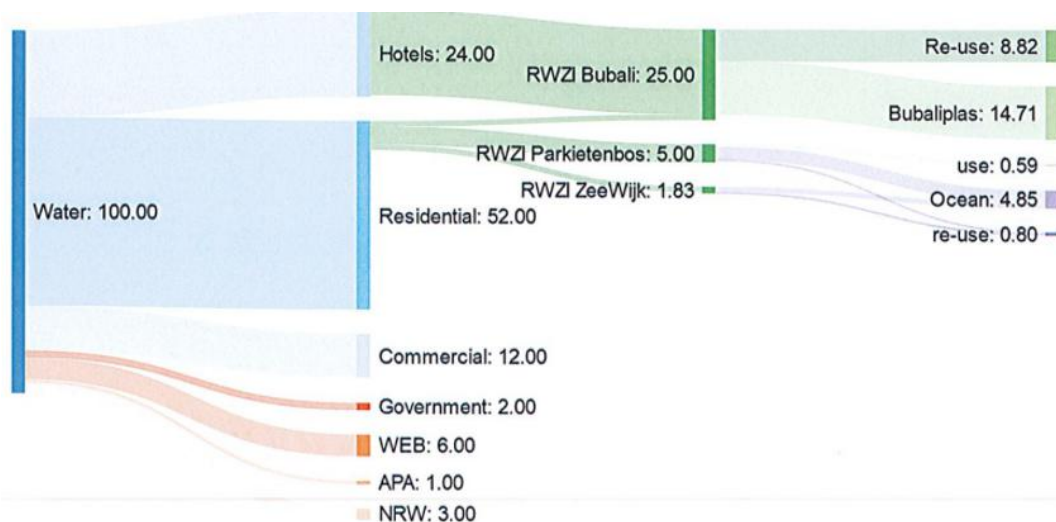 Water: 100.00
Hotels: 24.00
Residential: 52.00
Commercial: 12.00
Government: 2.00
WEB: 6.00
APA: 1.00
NRW: 3.00
RWZI Bubali: 25.00
RWZI Parkietenbos: 5.00
RWZI ZeeWijk: 1.83
Re-use: 8.82
Bubaliplas: 14.71
use: 0.59
Ocean: 4.85
re-use: 0.80